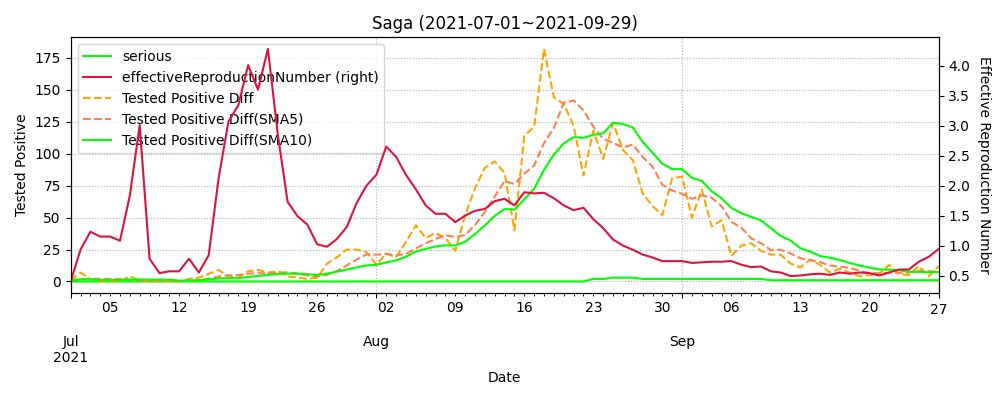 Saga (2021-07-01~2021-09-29)
serious
effectiveReproductionNumber (right)
Tested Positive Diff
Tested Positive Diff(SMA5)
Tested Positive Diff(SMA10)
Tested Positive
175
150
125
100
75
50
25
0
4.0
3.5
3.0
2.5
2.0
1.5
1.0
0.5
Effective Reproduction Number
05 12 19 26 02 09 16 23 30 06 13 20 27
Jul Aug Sep
2021
Date